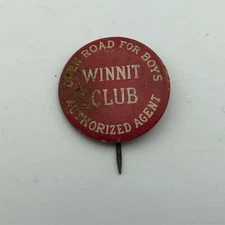 OPEN ROAD FOR BOYS
WINNIT
CLUB
AUTHORIZED AGENT